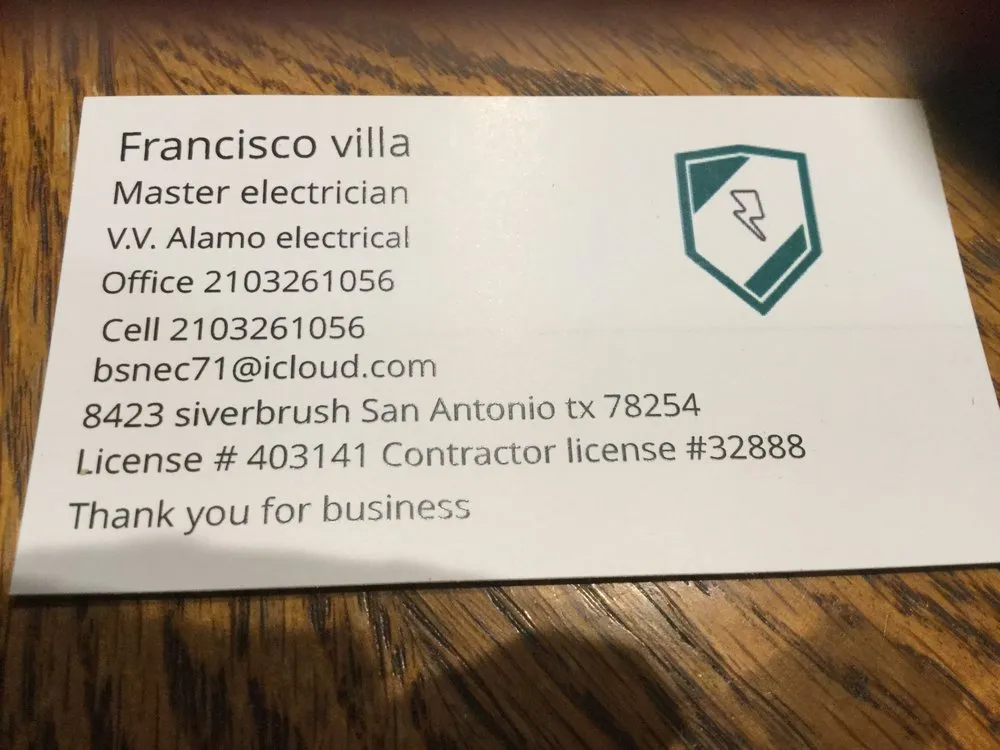 Francisco villa
Master electrician
V.V. Alamo electrical
Office 2103261056
Cell 2103261056
bsnec71@icloud.com
8423 siverbrush San Antonio tx 78254
License # 403141 Contractor license #32888
Thank you for business